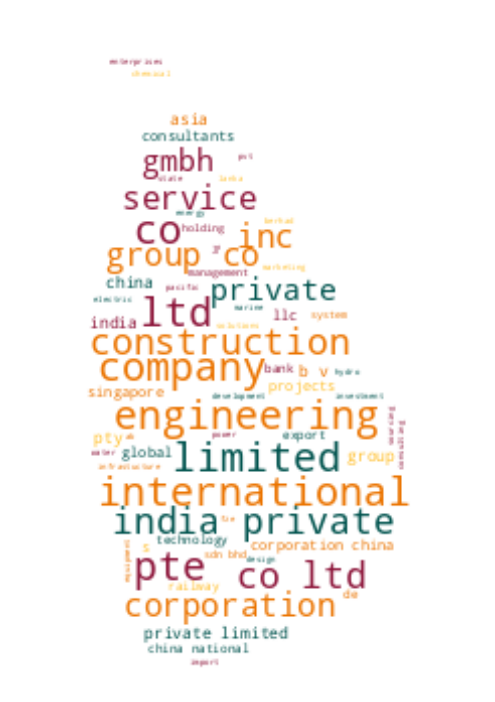 enterprises
chemical
asia
consultants
gmbh pvt
state lanka
service
energy
co holding berhad
inc
group co
marketing
management
china pacific private
electric marine
india ltd llc system
solutions
construction
company bank b v hydro
singapore projects
development investment
engineering
pty ab power export
water global limited group
infrastucture
international
india private
technology
s corporation china
sdn bhd design
equipment pte co ltd
railway de
corporation
private limited
china national
import